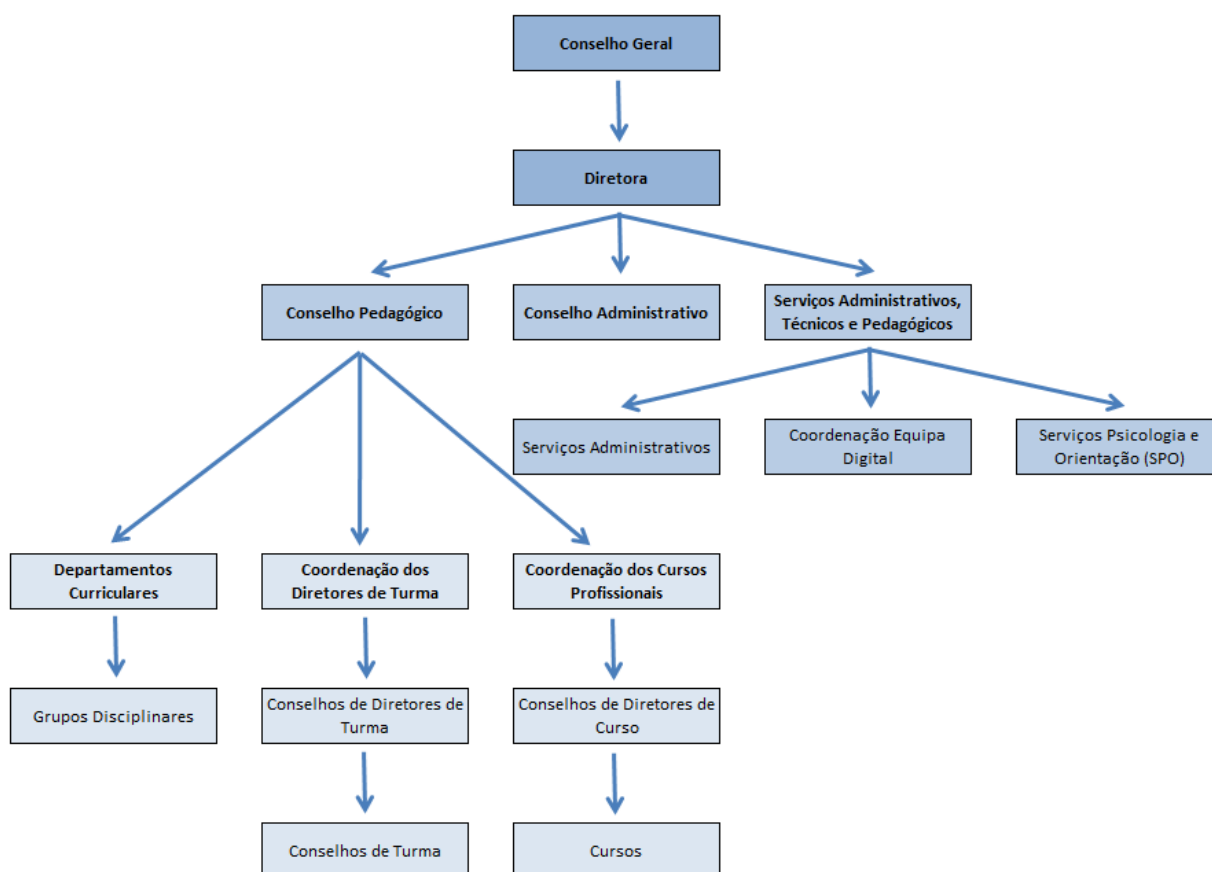 Conselho Geral
Diretora
Conselho Pedagógico
Conselho Administrativo
Serviços Administrativos,
Técnicos e Pedagógicos
Serviços Administrativos
Coordenação Equipa
Digital
Serviços Psicologia e
Orientação (SPO)
Departamentos
Curriculares
Coordenação dos
Diretores de Turma
Coordenação dos Cursos
Profissionais
Grupos Disciplinares
Conselhos de Diretores de
Turma
Conselhos de Diretores de
Curso
Conselhos de Turma
Cursos